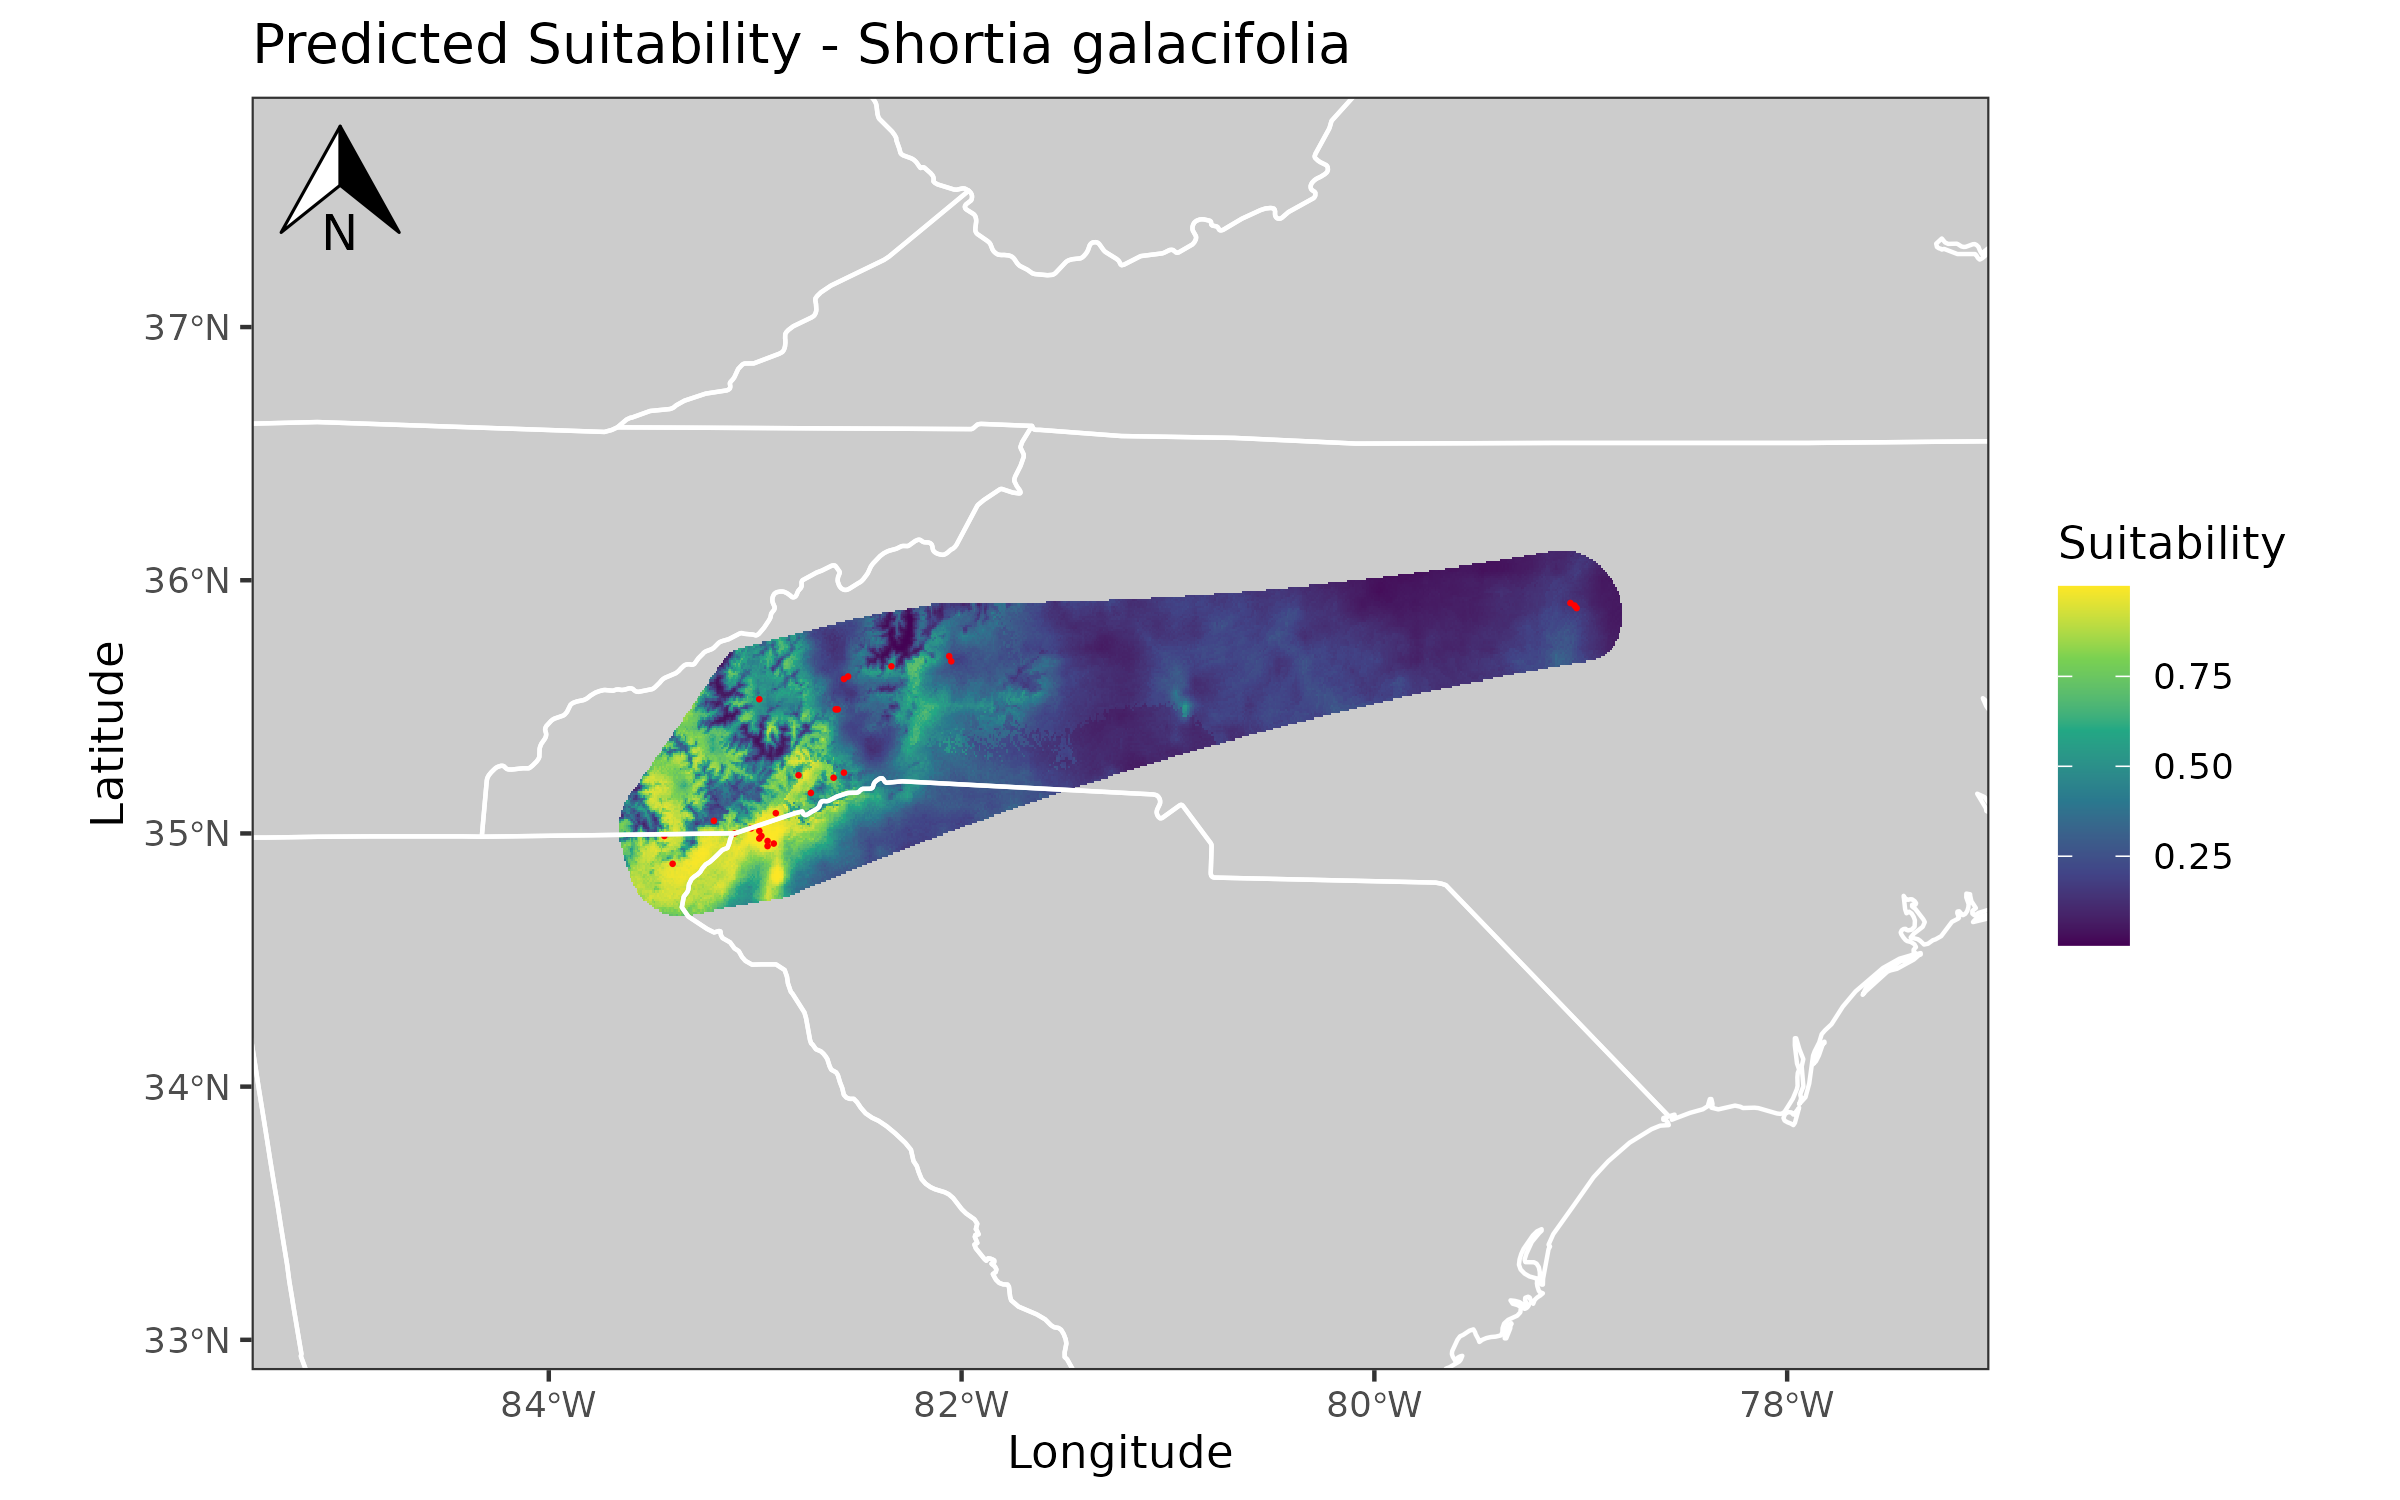 Predicted Suitability - Shortia galacifolia
N
37°N
36°N
35°N
34°N
33°N
Latitude
84°W
82°W
80°W
78°W
Longitude
Suitability
0.75
0.50
0.25